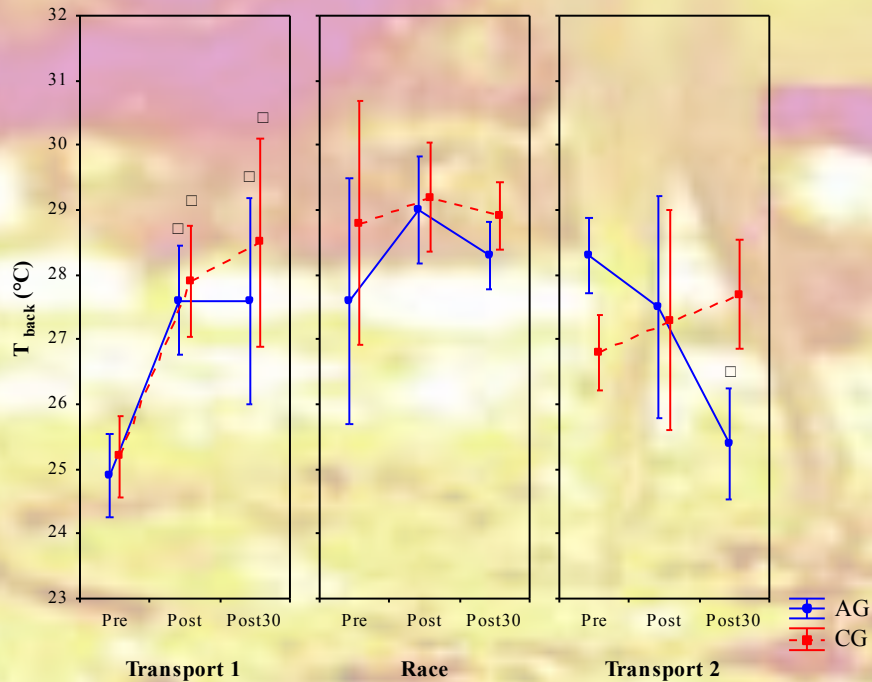 32
31
30
29
28
27
26
25
24
23
T back (°C)
Pre Post Post30
Pre Post Post30
Pre Post Post30
Transport 1
Race
Transport 2
AG
CG